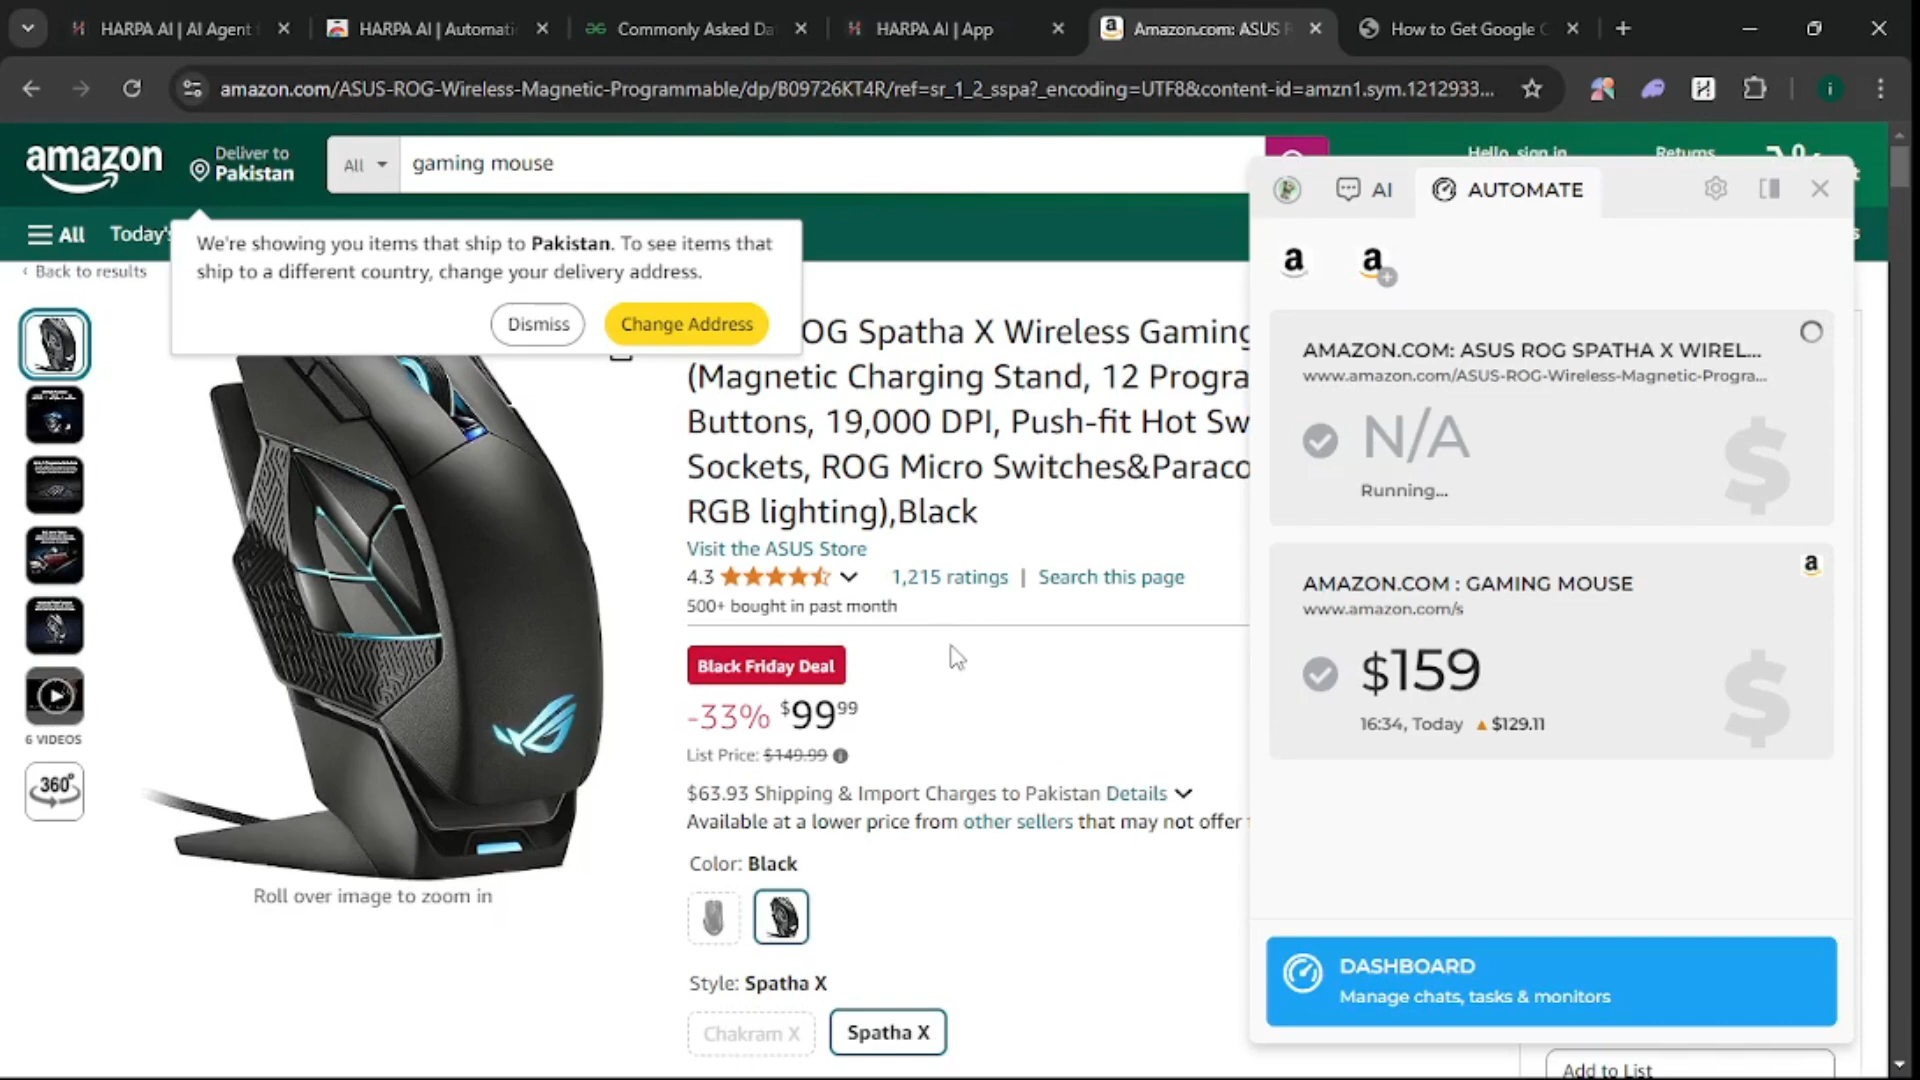 HARPA AI | AI Agent
HARPA AI | Automati
Commonly Asked Da
HARPA AI | App
Amazon.com: ASUS R
How to Get Google C
amazon.com/ASUS-ROG-Wireless-Magnetic-Programmable/dp/B09726KT4R/ref=sr_1_2_sspa?_encoding=UTF8&content-id=amzn1.sym.1212933...
i
amazon
Deliver to
Pakistan
All
gaming mouse
Hello, sign in
Returns
0
All
Today's
We're showing you items that ship to Pakistan. To see items that
ship to a different country, change your delivery address.
Dismiss
Change Address
‹ Back to results
6 VIDEOS
360°
Roll over image to zoom in
OG Spatha X Wireless Gaming
(Magnetic Charging Stand, 12 Progra
Buttons, 19,000 DPI, Push-fit Hot Sw
Sockets, ROG Micro Switches&Paraco
RGB lighting),Black
Visit the ASUS Store
4.3
1,215 ratings | Search this page
500+ bought in past month
Black Friday Deal
-33% $99.99
List Price: $149.99
$63.93 Shipping & Import Charges to Pakistan Details
Available at a lower price from other sellers that may not offer
Color: Black
Style: Spatha X
Chakram X
Spatha X
AI
AUTOMATE
a
a
AMAZON.COM: ASUS ROG SPATHA X WIREL...
www.amazon.com/ASUS-ROG-Wireless-Magnetic-Progra...
N/A
$
Running...
a
AMAZON.COM : GAMING MOUSE
www.amazon.com/s
$159
$
16:34, Today ▲ $129.11
DASHBOARD
Manage chats, tasks & monitors
Add to List